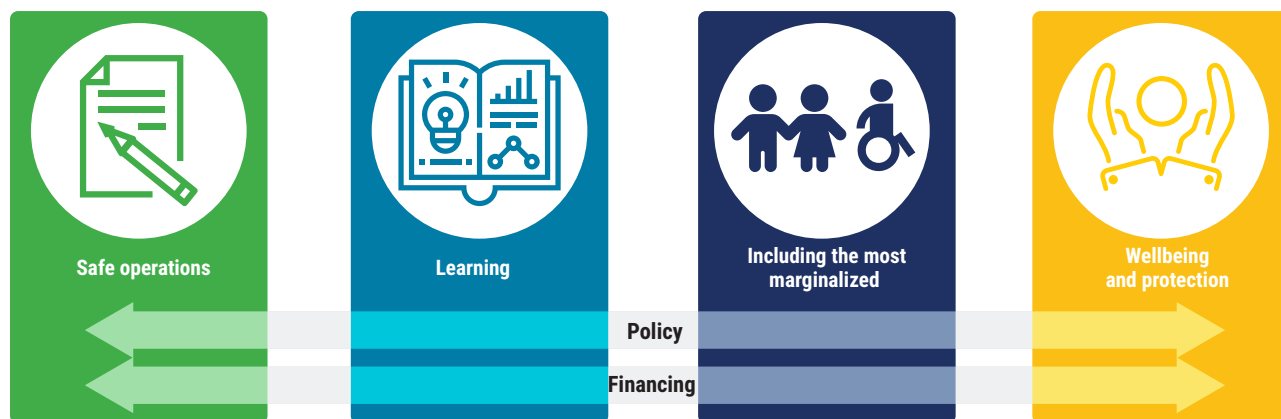 Safe operations
Learning
Including the most
marginalized
Wellbeing
and protection
Policy
Financing